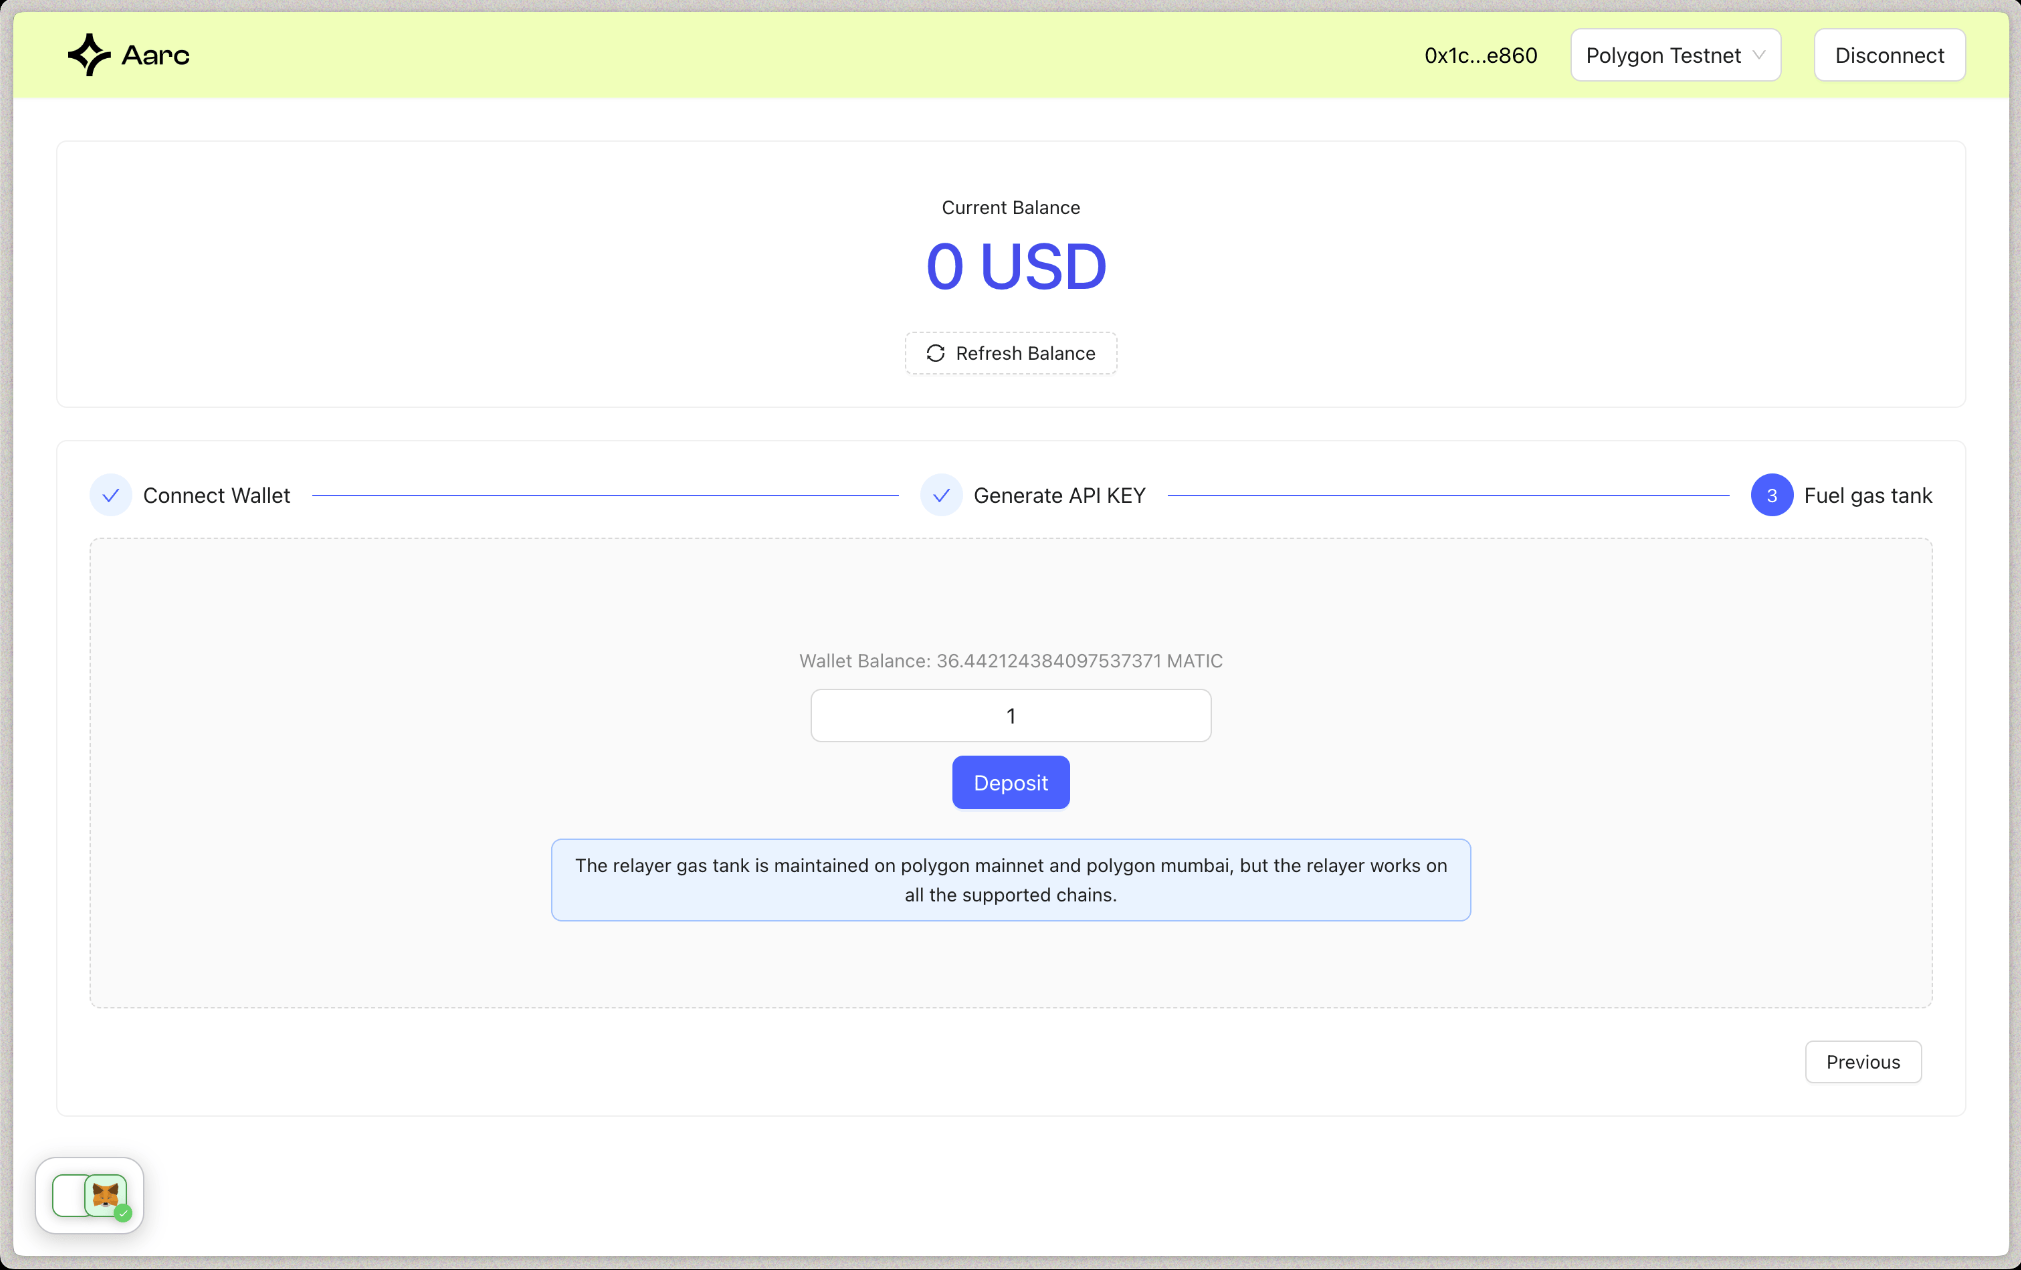 Aarc
0x1c...e860
Polygon Testnet
Disconnect
Current Balance
0 USD
Refresh Balance
Connect Wallet
Generate API KEY
3 Fuel gas tank
Wallet Balance: 36.442124384097537371 MATIC
1
Deposit
The relayer gas tank is maintained on polygon mainnet and polygon mumbai, but the relayer works on
all the supported chains.
Previous